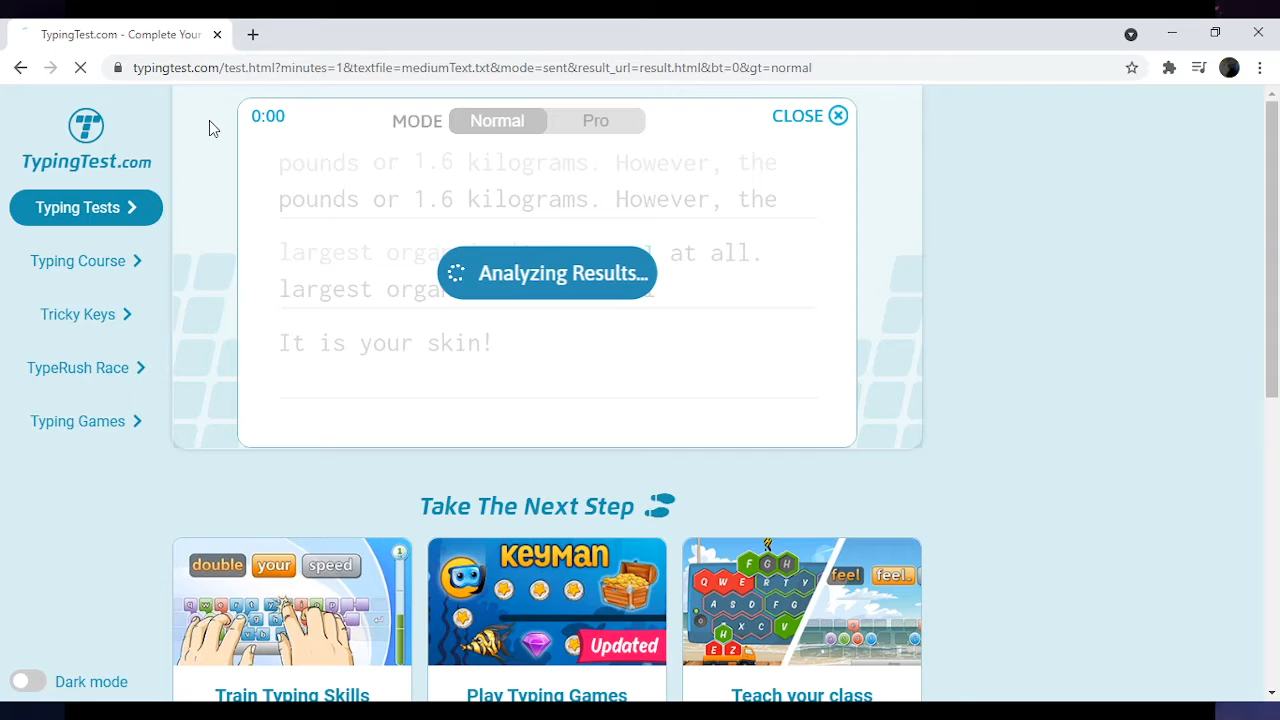 TypingTest.com - Complete Your
typingtest.com/test.html?minutes=1&textfile=mediumText.txt&mode=sent&result_url=result.html&bt=0&gt=normal
TypingTest.com
Typing Tests
Typing Course
Tricky Keys
TypeRush Race
Typing Games
Dark mode
0:00
MODE Normal Pro
CLOSE
pounds or 1.6 kilograms. However, the
pounds or 1.6 kilograms. However, the
largest at all.
largest
Analyzing Results...
It is your skin!
Take The Next Step
double your speed
1
KEYMAN
Updated
F G H
Q W E R T Y
A S D F G
X C V
H
E Z
feel feel.
Train Typing Skills
Play Typing Games
Teach your class